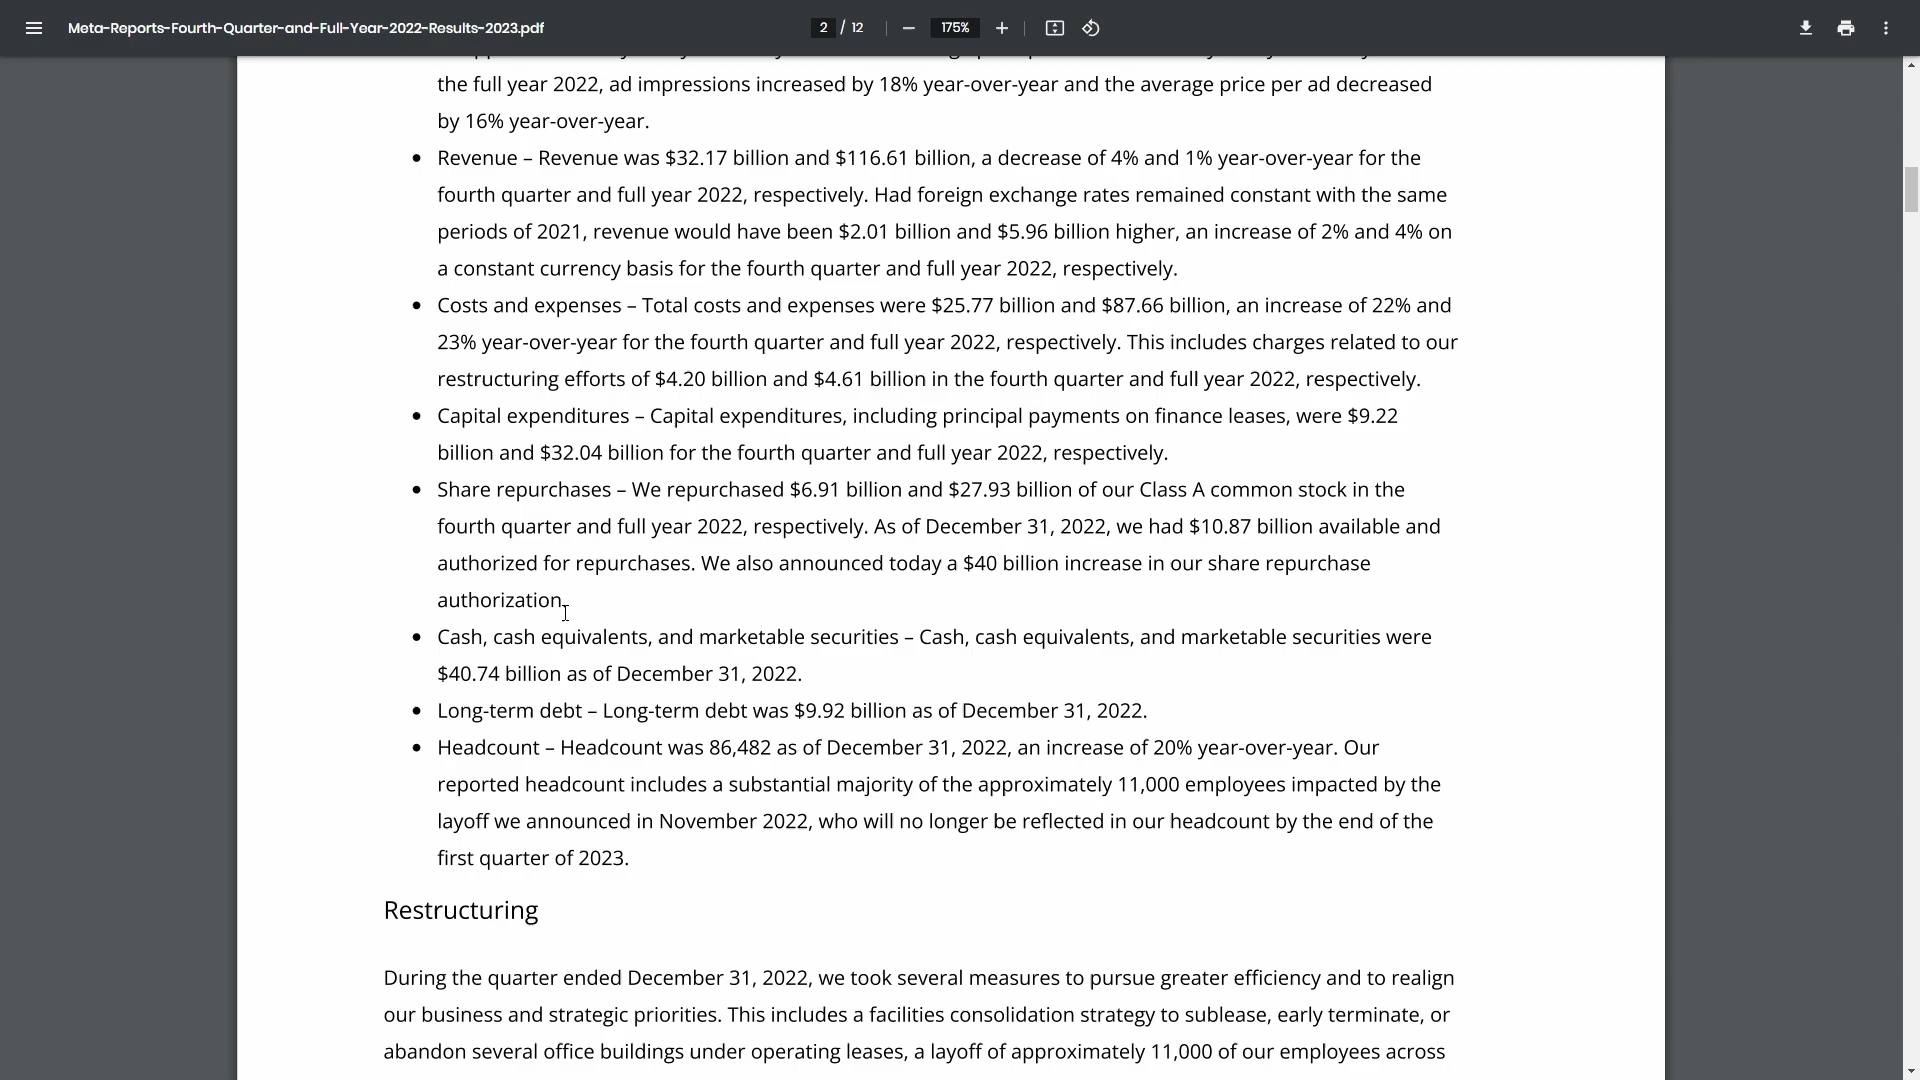 Meta-Reports-Fourth-Quarter-and-Full-Year-2022-Results-2023.pdf
2 / 12
175%
the full year 2022, ad impressions increased by 18% year-over-year and the average price per ad decreased
by 16% year-over-year.
• Revenue – Revenue was $32.17 billion and $116.61 billion, a decrease of 4% and 1% year-over-year for the
fourth quarter and full year 2022, respectively. Had foreign exchange rates remained constant with the same
periods of 2021, revenue would have been $2.01 billion and $5.96 billion higher, an increase of 2% and 4% on
a constant currency basis for the fourth quarter and full year 2022, respectively.
• Costs and expenses – Total costs and expenses were $25.77 billion and $87.66 billion, an increase of 22% and
23% year-over-year for the fourth quarter and full year 2022, respectively. This includes charges related to our
restructuring efforts of $4.20 billion and $4.61 billion in the fourth quarter and full year 2022, respectively.
• Capital expenditures – Capital expenditures, including principal payments on finance leases, were $9.22
billion and $32.04 billion for the fourth quarter and full year 2022, respectively.
• Share repurchases – We repurchased $6.91 billion and $27.93 billion of our Class A common stock in the
fourth quarter and full year 2022, respectively. As of December 31, 2022, we had $10.87 billion available and
authorized for repurchases. We also announced today a $40 billion increase in our share repurchase
authorization.
• Cash, cash equivalents, and marketable securities – Cash, cash equivalents, and marketable securities were
$40.74 billion as of December 31, 2022.
• Long-term debt – Long-term debt was $9.92 billion as of December 31, 2022.
• Headcount – Headcount was 86,482 as of December 31, 2022, an increase of 20% year-over-year. Our
reported headcount includes a substantial majority of the approximately 11,000 employees impacted by the
layoff we announced in November 2022, who will no longer be reflected in our headcount by the end of the
first quarter of 2023.
Restructuring
During the quarter ended December 31, 2022, we took several measures to pursue greater efficiency and to realign
our business and strategic priorities. This includes a facilities consolidation strategy to sublease, early terminate, or
abandon several office buildings under operating leases, a layoff of approximately 11,000 of our employees across